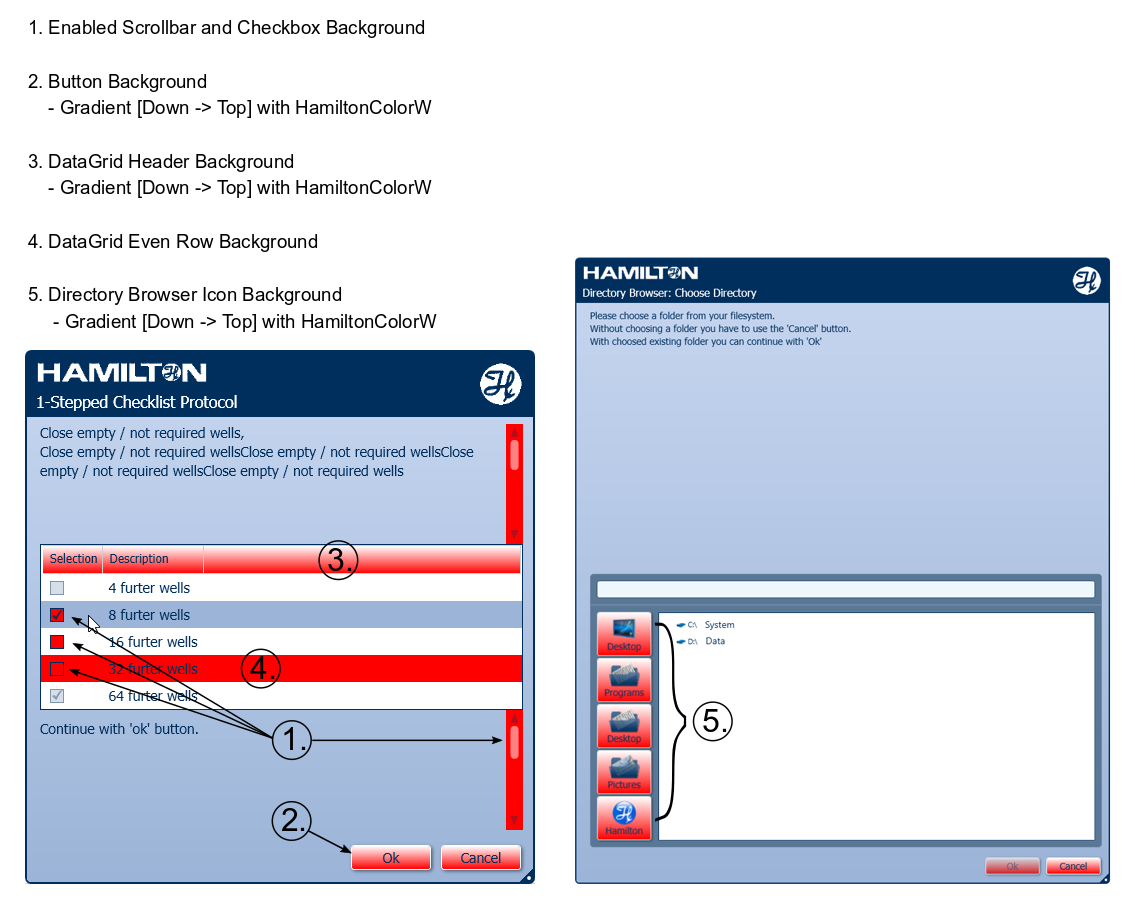 1. Enabled Scrollbar and Checkbox Background
2. Button Background
- Gradient [Down -> Top] with HamiltonColorW
3. DataGrid Header Background
- Gradient [Down -> Top] with HamiltonColorW
4. DataGrid Even Row Background
5. Directory Browser Icon Background
- Gradient [Down -> Top] with HamiltonColorW
HAMILTON
1-Stepped Checklist Protocol
Close empty / not required wells,
Close empty / not required wellsClose empty / not required wellsClose
empty / not required wellsClose empty / not required wells
Selection Description 3.
4 furter wells
8 furter wells
16 furter wells
32 furter wells 4.
64 furter wells
Continue with 'ok' button.
1.
2.
Ok Cancel
HAMILTON
Directory Browser: Choose Directory
Please choose a folder from your filesystem.
Without choosing a folder you have to use the 'Cancel' button.
With choosed existing folder you can continue with 'Ok'
C:\ System
D:\ Data
Desktop
Programs
Desktop
Pictures
Hamilton
5.
Ok Cancel